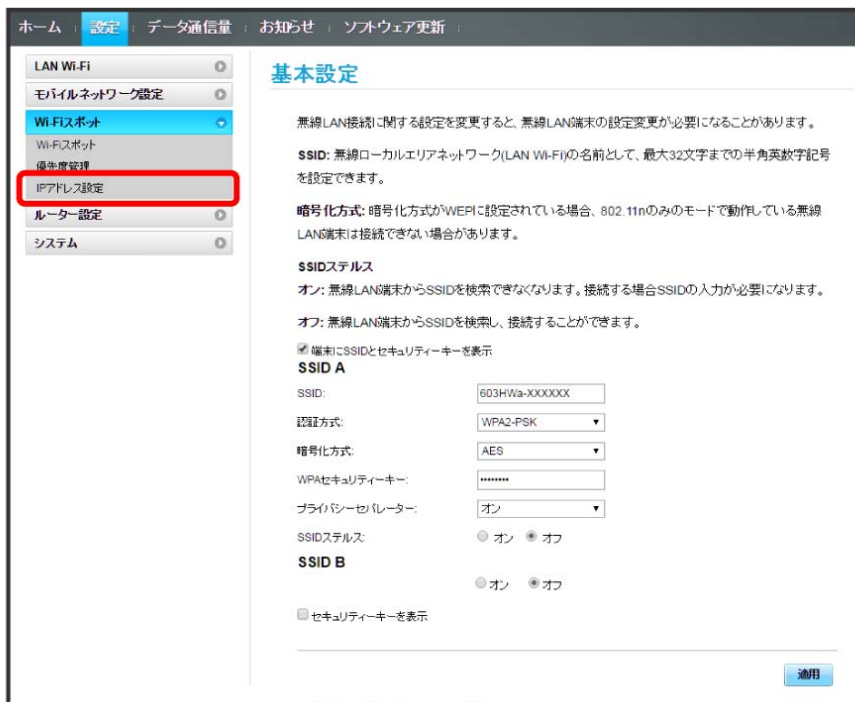 ホーム 設定 データ通信量 お知らせ ソフトウェア更新
LAN Wi-Fi
モバイルネットワーク設定
Wi-Fiスポット
Wi-Fiスポット
優先度管理
IPアドレス設定
ルーター設定
システム
基本設定
無線LAN接続に関する設定を変更すると、無線LAN端末の設定変更が必要になることがあります。
SSID: 無線ローカルエリアネットワーク(LAN Wi-Fi)の名前として、最大32文字までの半角英数字記号
を設定できます。
暗号化方式: 暗号化方式がWEPに設定されている場合、802.11nのみのモードで動作している無線
LAN端末は接続できない場合があります。
SSIDステルス
オン: 無線LAN端末からSSIDを検索できなくなります。接続する場合SSIDの入力が必要になります。
オフ: 無線LAN端末からSSIDを検索し、接続することができます。
端末にSSIDとセキュリティーキーを表示
SSID A
SSID: 603HWa-XXXXXX
認証方式: WPA2-PSK
暗号化方式: AES
WPAセキュリティーキー: ••••••••
プライバシーセパレーター: オン
SSIDステルス: オン オフ
SSID B
オン オフ
セキュリティーキーを表示
適用